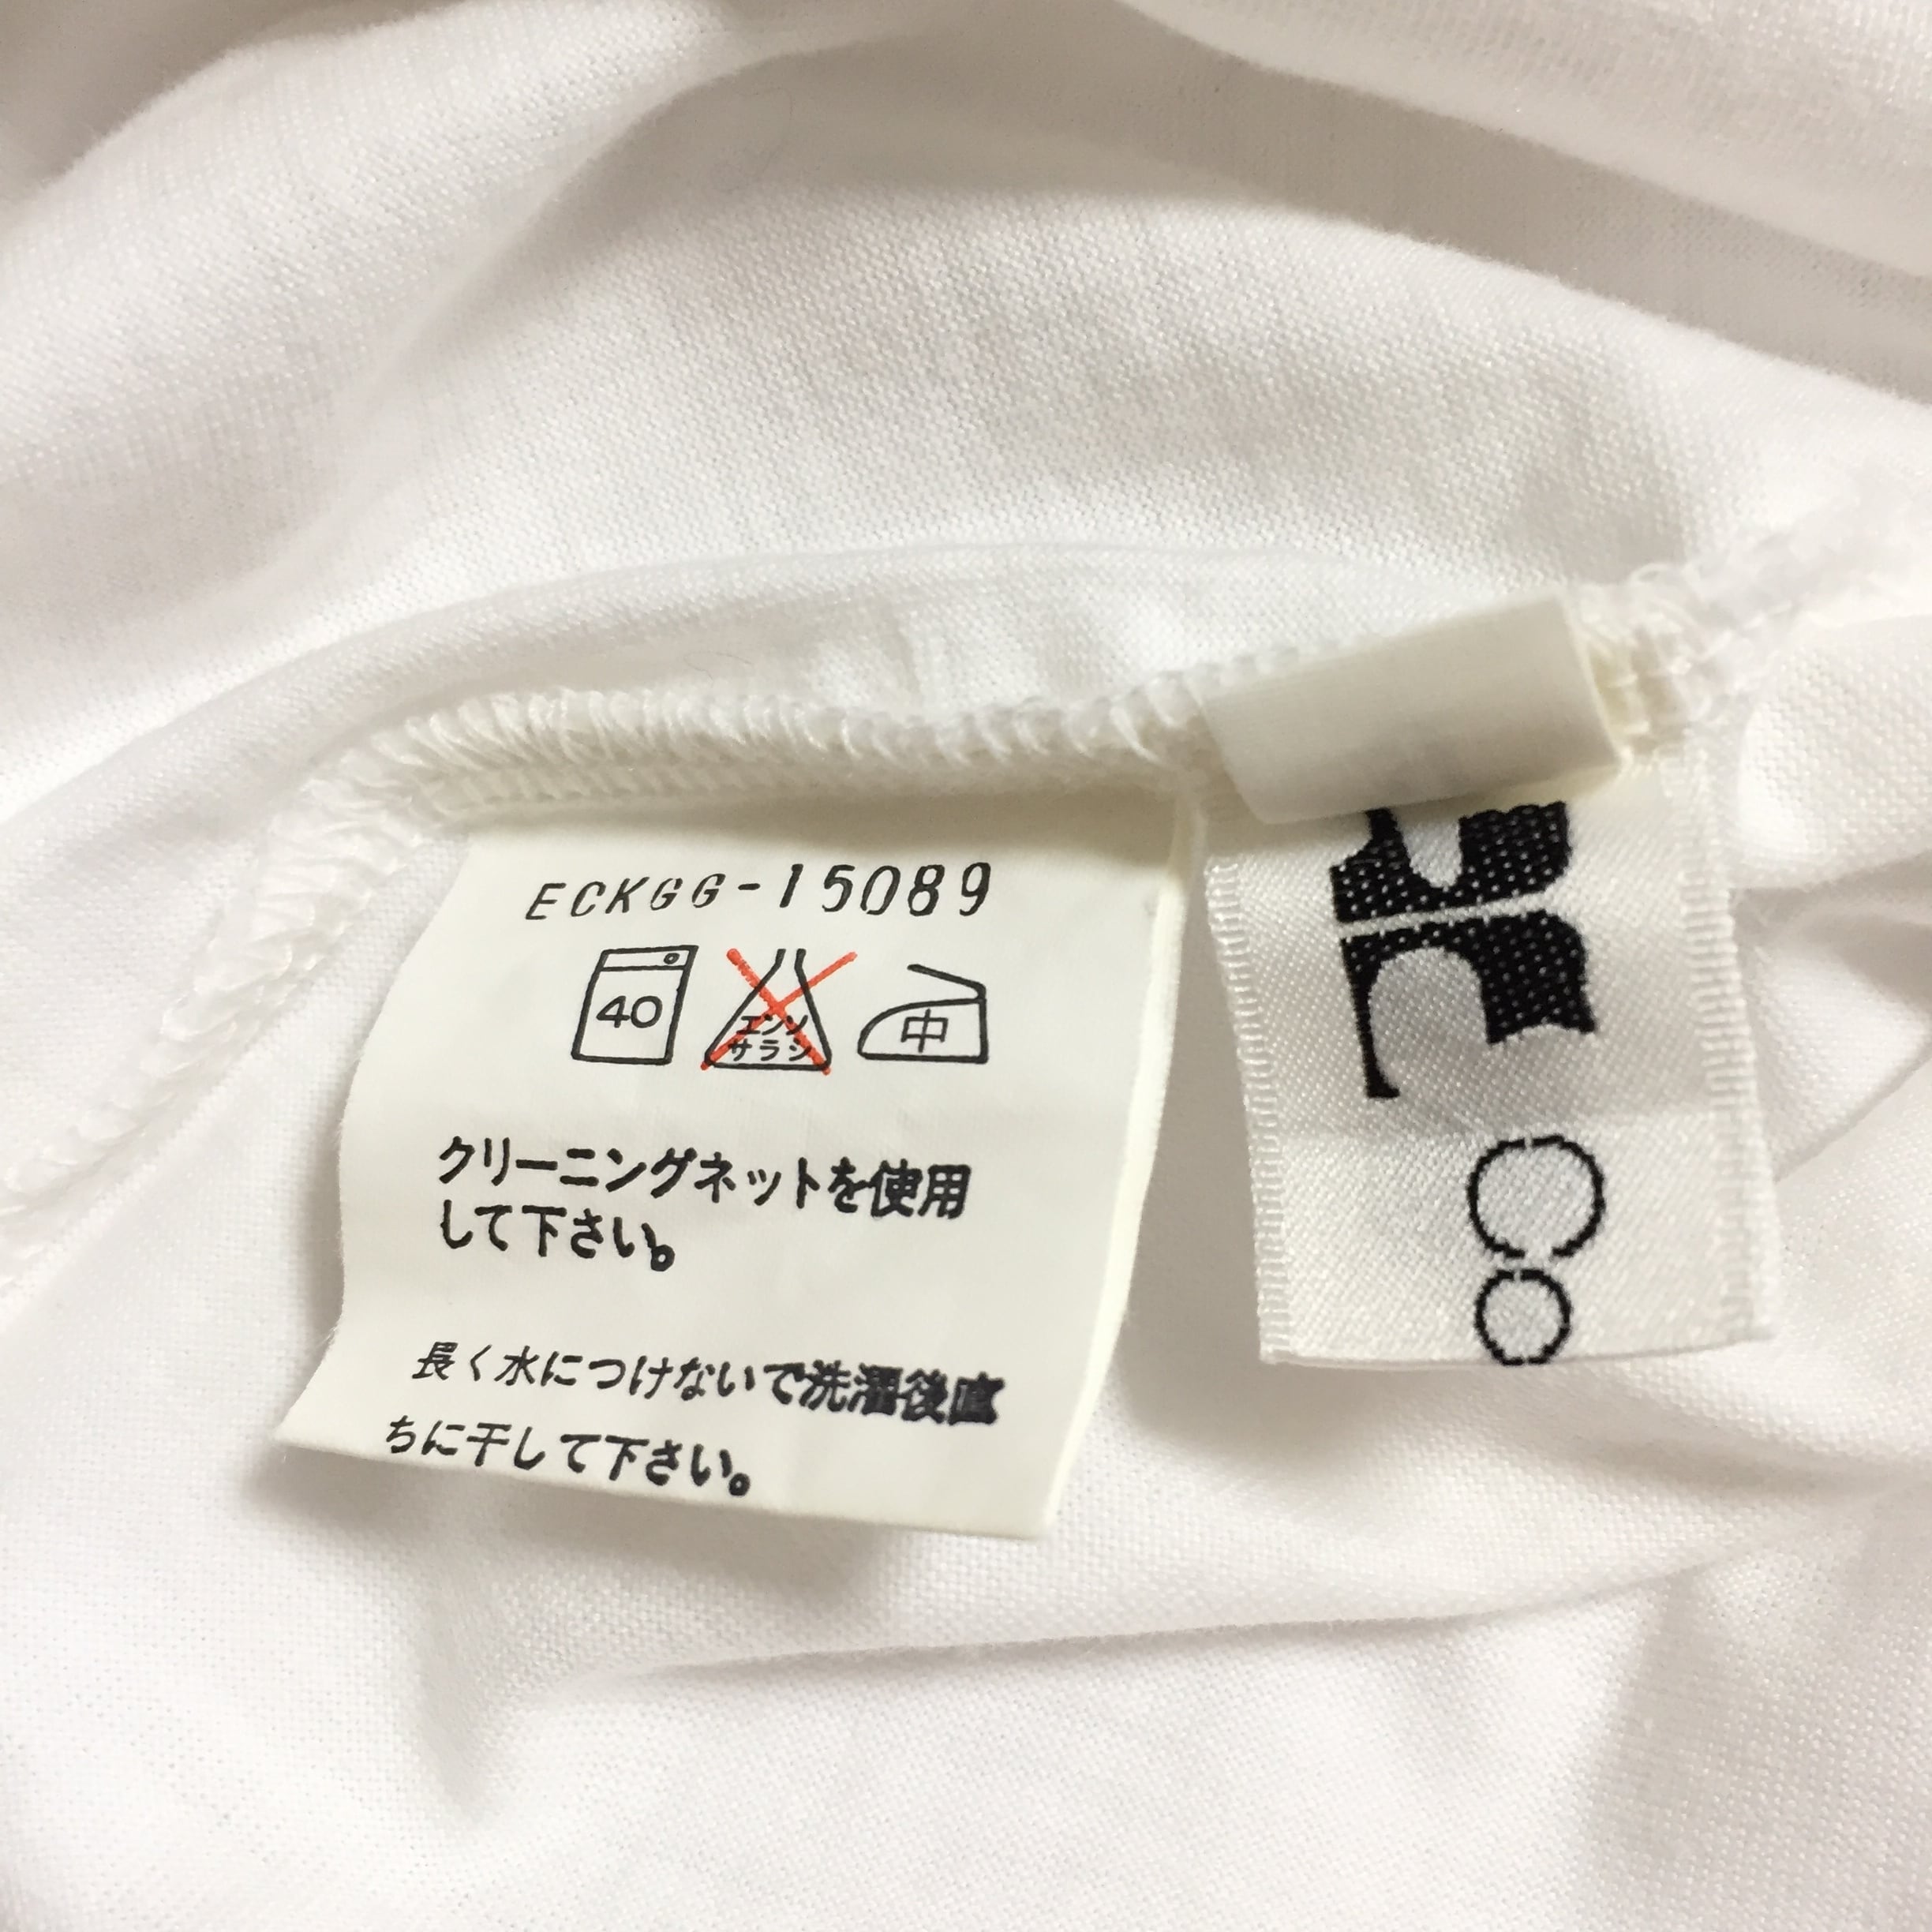 ECKGG-15089
40
エンソ
サラシ
中
クリーニングネットを使用
して下さい。
長く水につけないで洗濯後直
ちに干して下さい。
Co